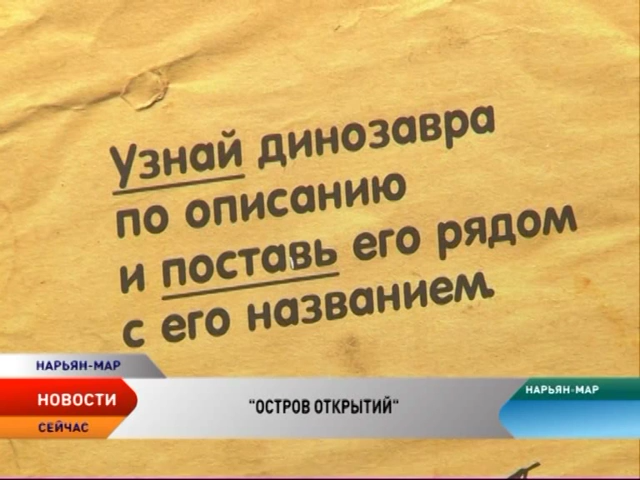 Узнай динозавра
по описанию
и поставь его рядом
с его названием.
НАРЬЯН-МАР
НОВОСТИ
СЕЙЧАС
"ОСТРОВ ОТКРЫТИЙ"
НАРЬЯН-МАР